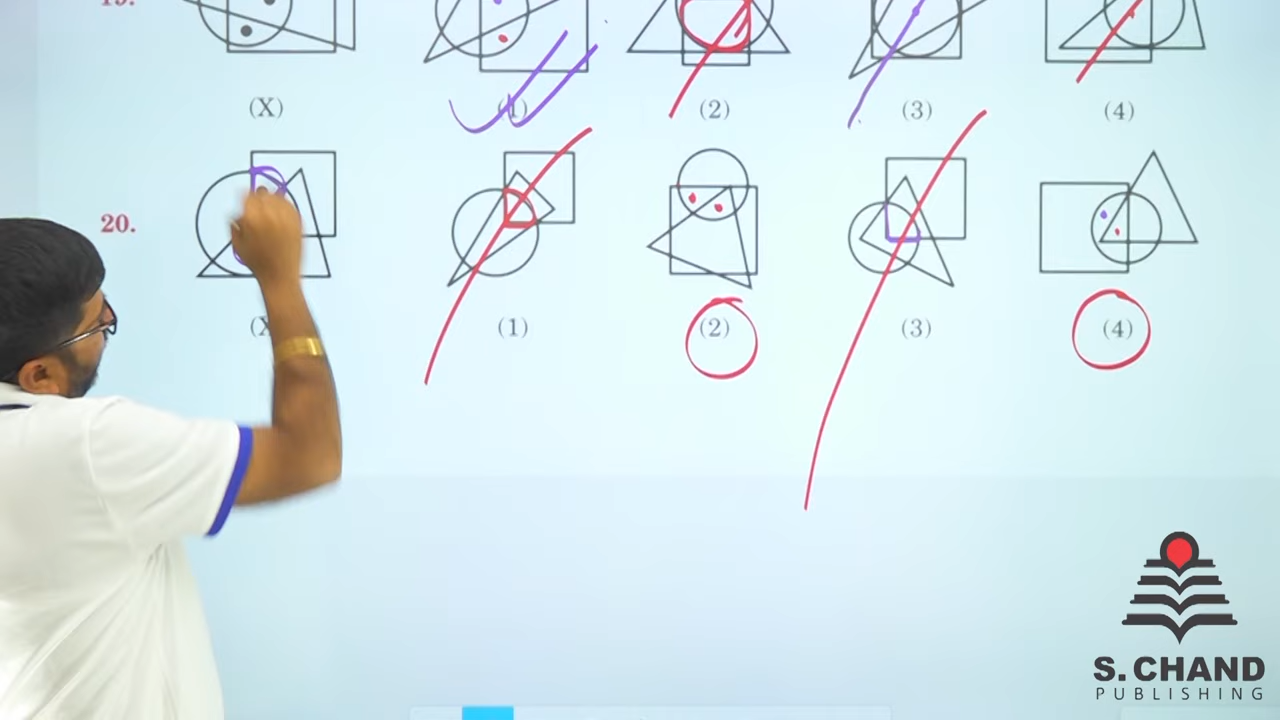 (X) (1) (2) (3) (4)
20.
(1) (2) (3) (4)
S. CHAND
PUBLISHING